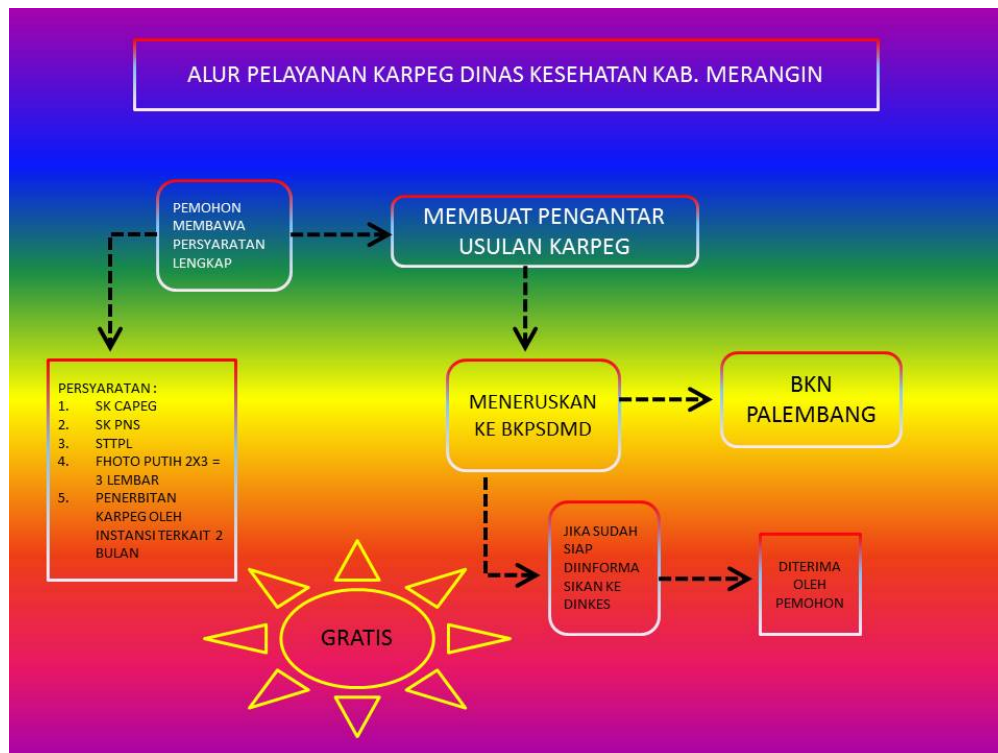 ALUR PELAYANAN KARPEG DINAS KESEHATAN KAB. MERANGIN
PEMOHON
MEMBAWA
PERSYARATAN
LENGKAP
MEMBUAT PENGANTAR
USULAN KARPEG
PERSYARATAN :
1. SK CAPEG
2. SK PNS
3. STTPL
4. FHOTO PUTIH 2X3 =
3 LEMBAR
5. PENERBITAN
KARPEG OLEH
INSTANSI TERKAIT 2
BULAN
MENERUSKAN
KE BKPSDMD
BKN
PALEMBANG
JIKA SUDAH
SIAP
DIINFORMA
SIKAN KE
DINKES
DITERIMA
OLEH
PEMOHON
GRATIS